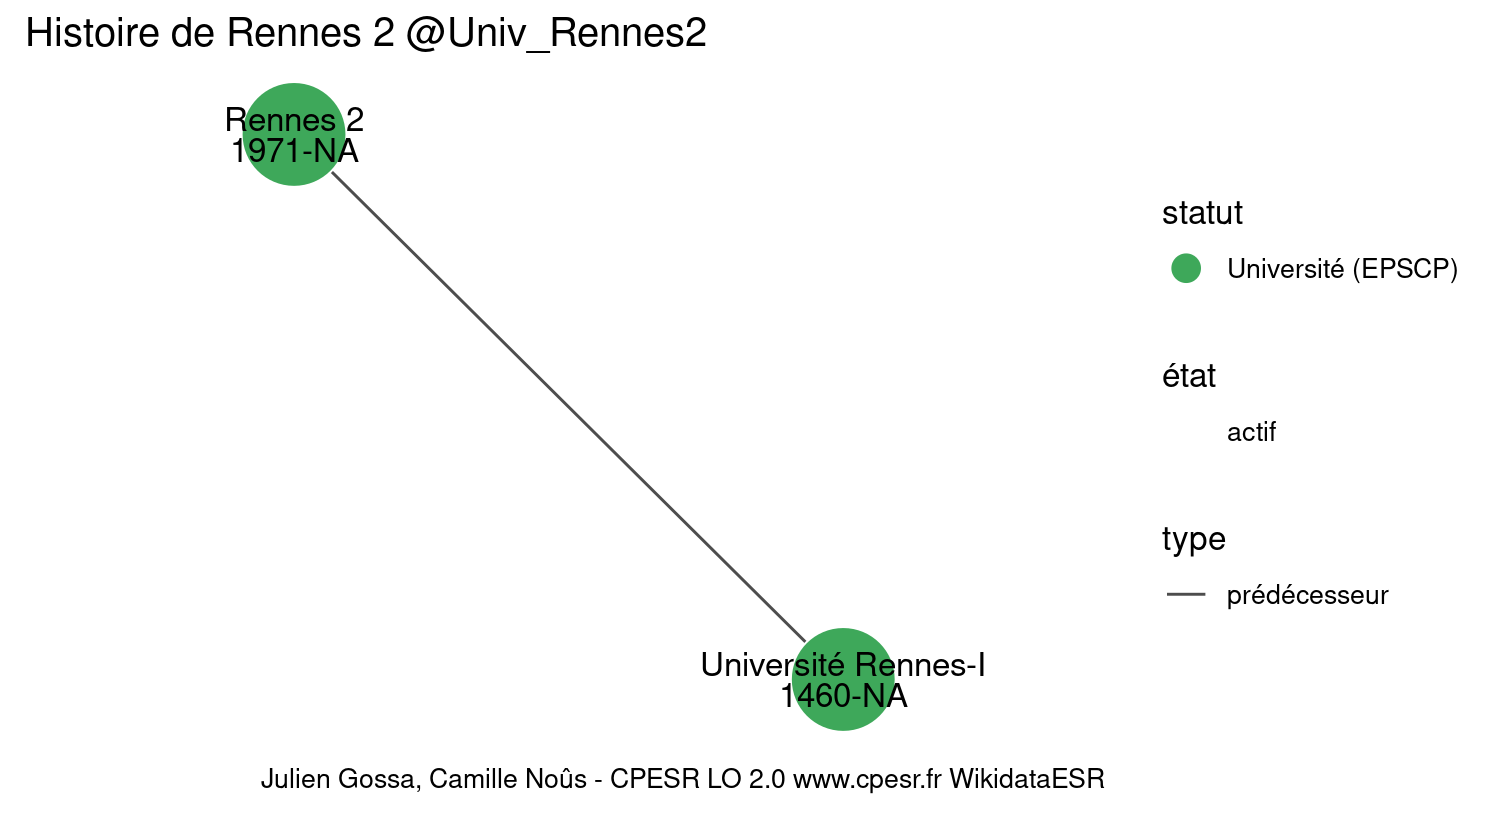 Histoire de Rennes 2 @Univ_Rennes2
Rennes 2
1971-NA
statut
Université (EPSCP)
état
actif
type
prédécesseur
Université Rennes-I
1460-NA
Julien Gossa, Camille Noûs - CPESR LO 2.0 www.cpesr.fr WikidataESR